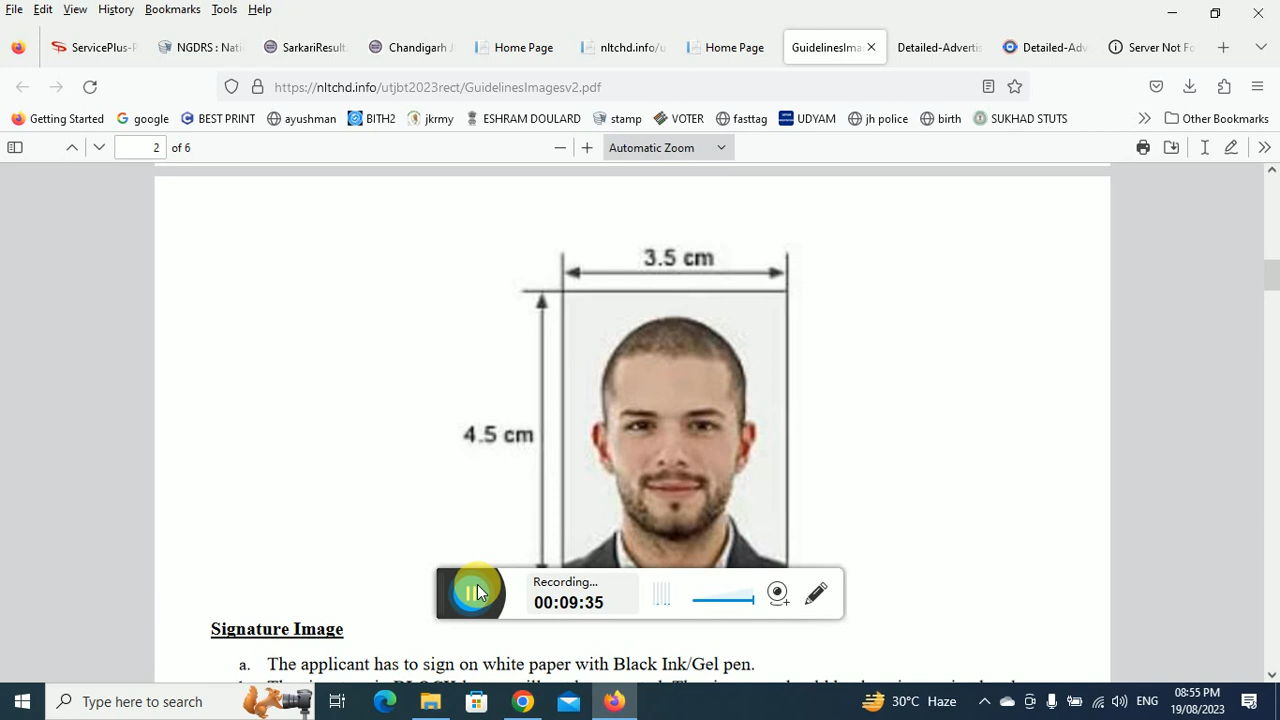 File Edit View History Bookmarks Tools Help
ServicePlus-F NGDRS : Nati SarkariResult. Chandigarh J Home Page nltchd.info/u Home Page GuidelinesIma Detailed-Advertis Detailed-Adv Server Not Fo
https://nltchd.info/utjbt2023rect/GuidelinesImagesv2.pdf
Getting Started google BEST PRINT ayushman BITH2 jkrmy ESHRAM DOULARD stamp VOTER fasttag UDYAM jh police birth SUKHAD STUTS Other Bookmarks
2 of 6 Automatic Zoom
3.5 cm
4.5 cm
Recording...
00:09:35
Signature Image
a. The applicant has to sign on white paper with Black Ink/Gel pen.
Type here to search 30°C Haze ENG 08:55 PM
19/08/2023